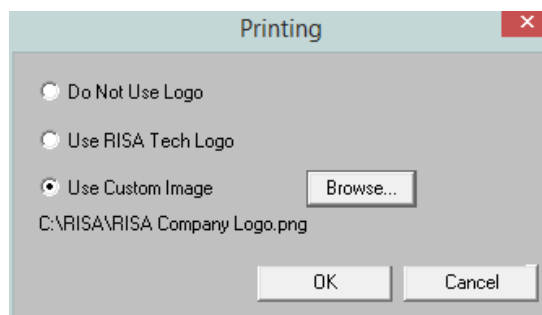 Printing
Do Not Use Logo
Use RISA Tech Logo
Use Custom Image Browse...
C:\RISA\RISA Company Logo.png
OK Cancel